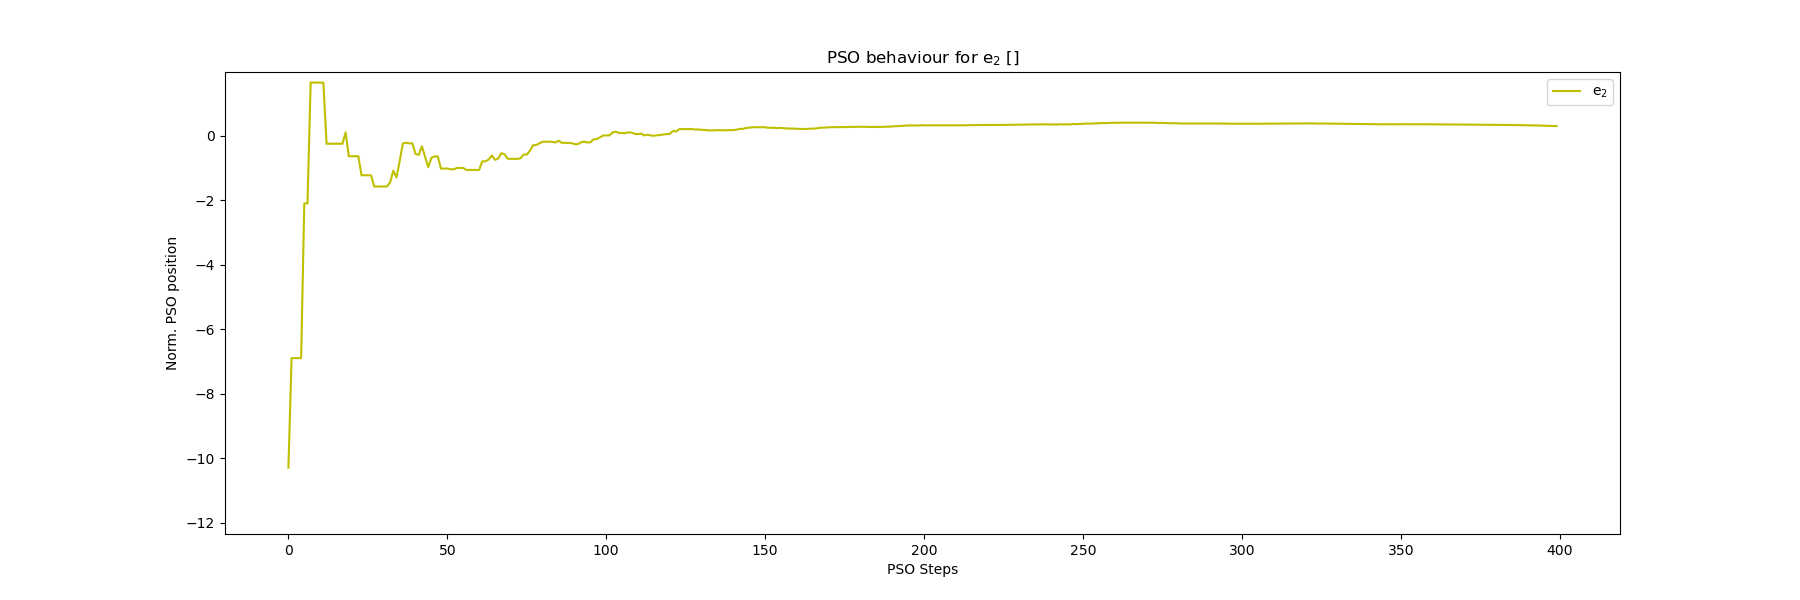 PSO behaviour for e₂ []
e₂
Norm. PSO position
0
−2
−4
−6
−8
−10
−12
0 50 100 150 200 250 300 350 400
PSO Steps